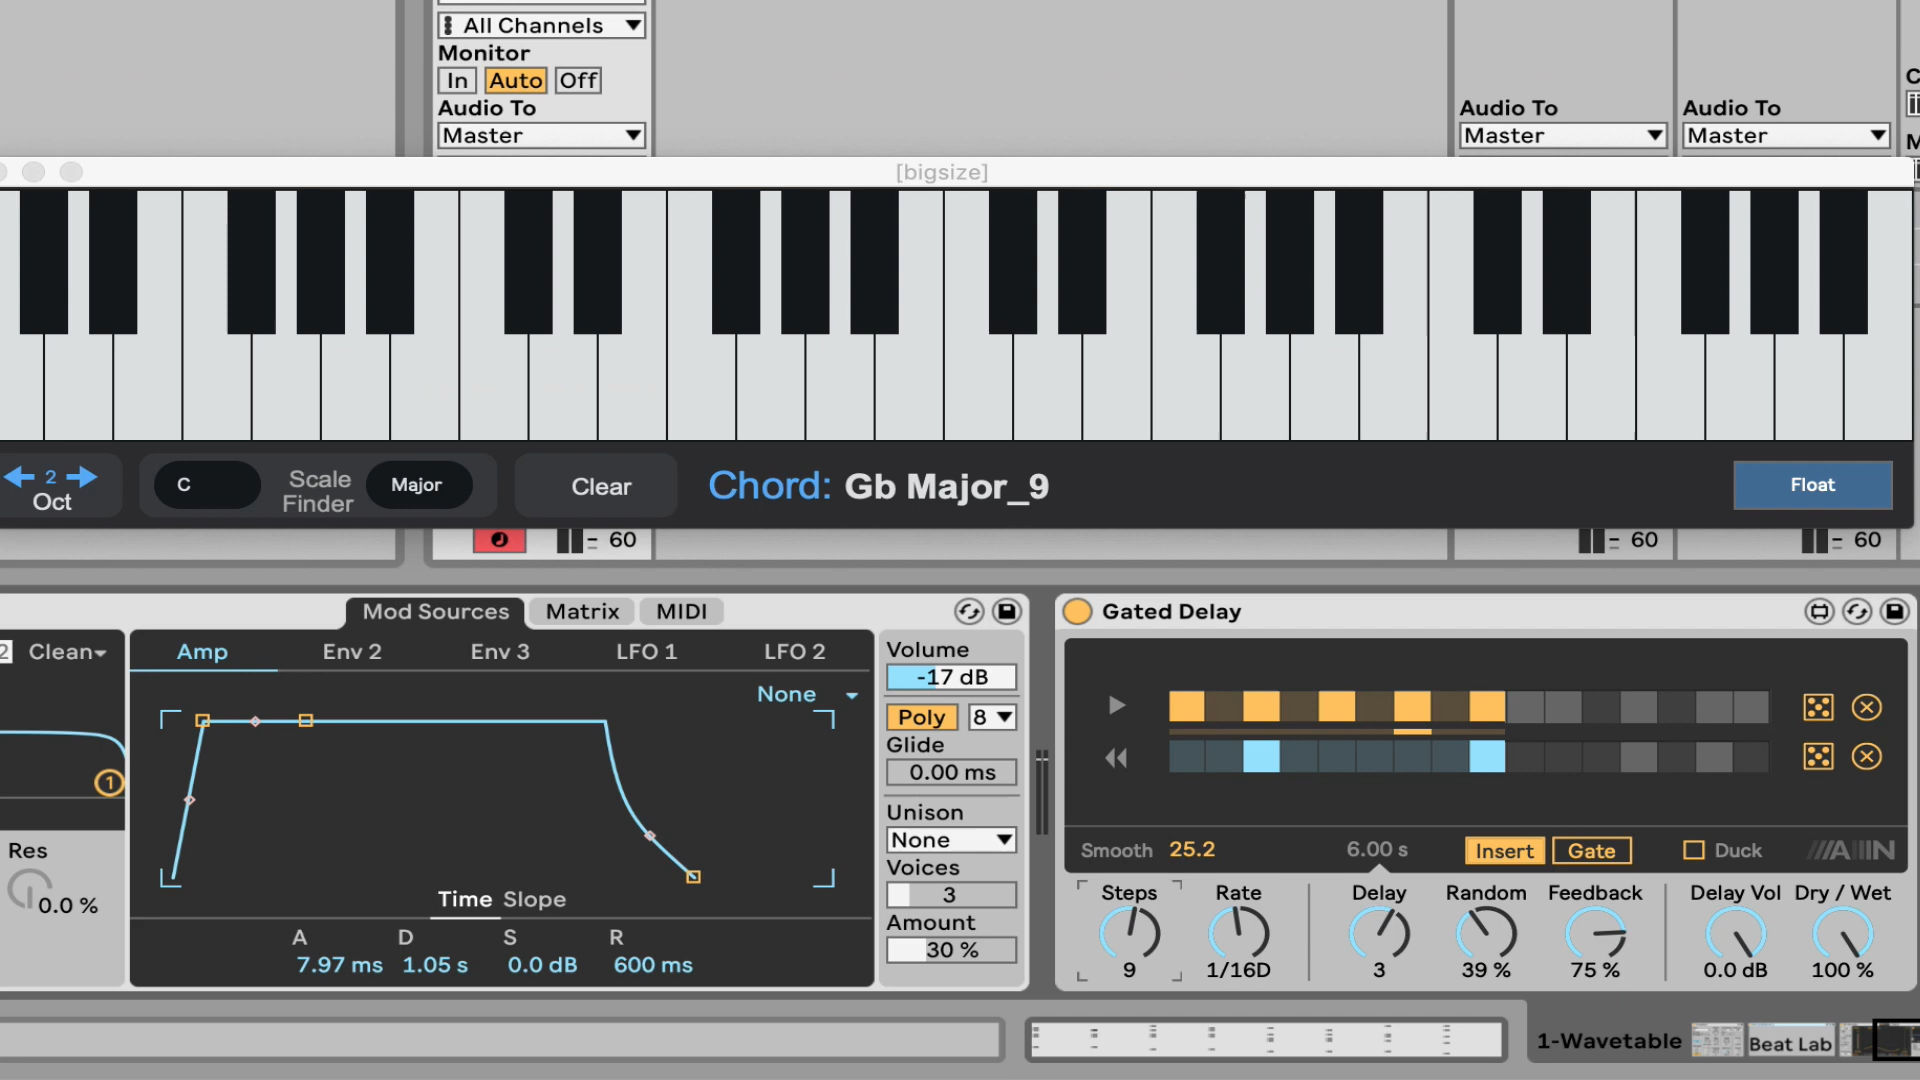 All Channels
Monitor
In Auto Off
Audio To
Master
Audio To
Master
Audio To
Master
[bigsize]
2
Oct
C
Scale
Finder
Major
Clear
Chord: Gb Major_9
Float
60
60
60
Mod Sources Matrix MIDI
2 Clean
Amp Env 2 Env 3 LFO 1 LFO 2
None
1
Res
0.0 %
Time Slope
A D S R
7.97 ms 1.05 s 0.0 dB 600 ms
Volume
-17 dB
Poly 8
Glide
0.00 ms
Unison
None
Voices
3
Amount
30 %
Gated Delay
Smooth 25.2 6.00 s Insert Gate Duck
Steps Rate Delay Random Feedback Delay Vol Dry / Wet
9 1/16D 3 39 % 75 % 0.0 dB 100 %
1-Wavetable Beat Lab